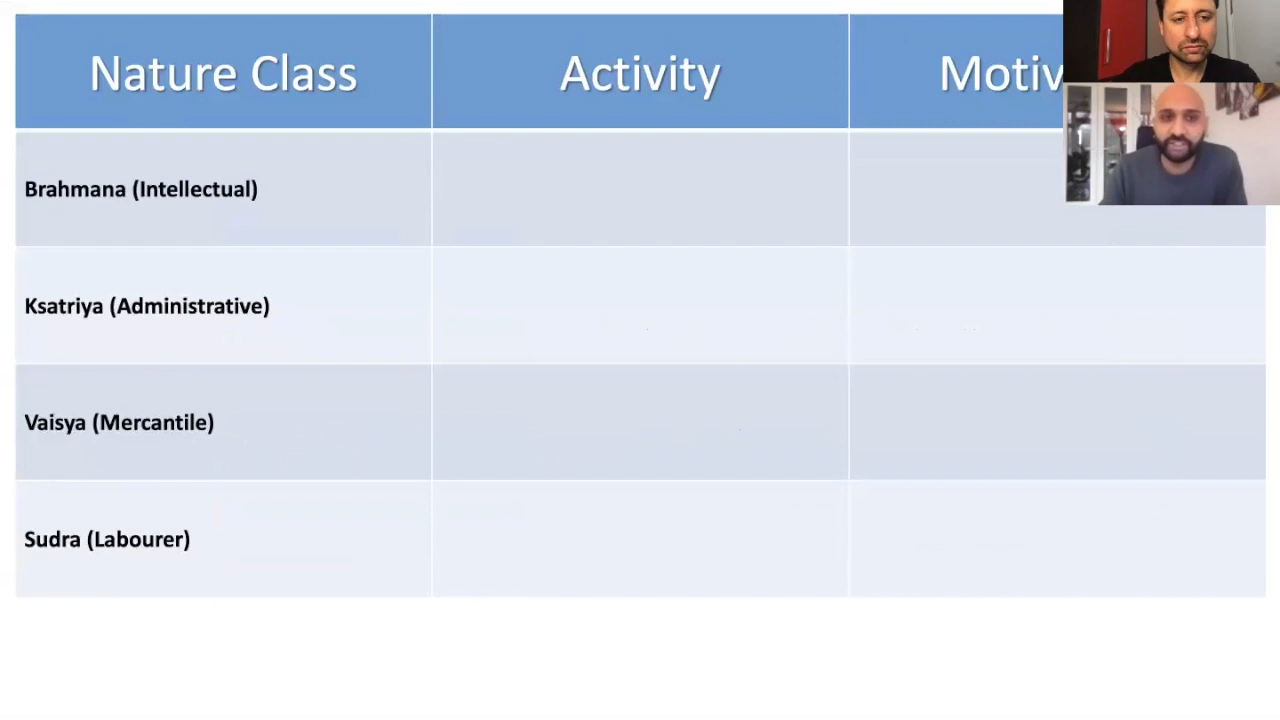 Nature Class
Activity
Motiv
Brahmana (Intellectual)
Ksatriya (Administrative)
Vaisya (Mercantile)
Sudra (Labourer)